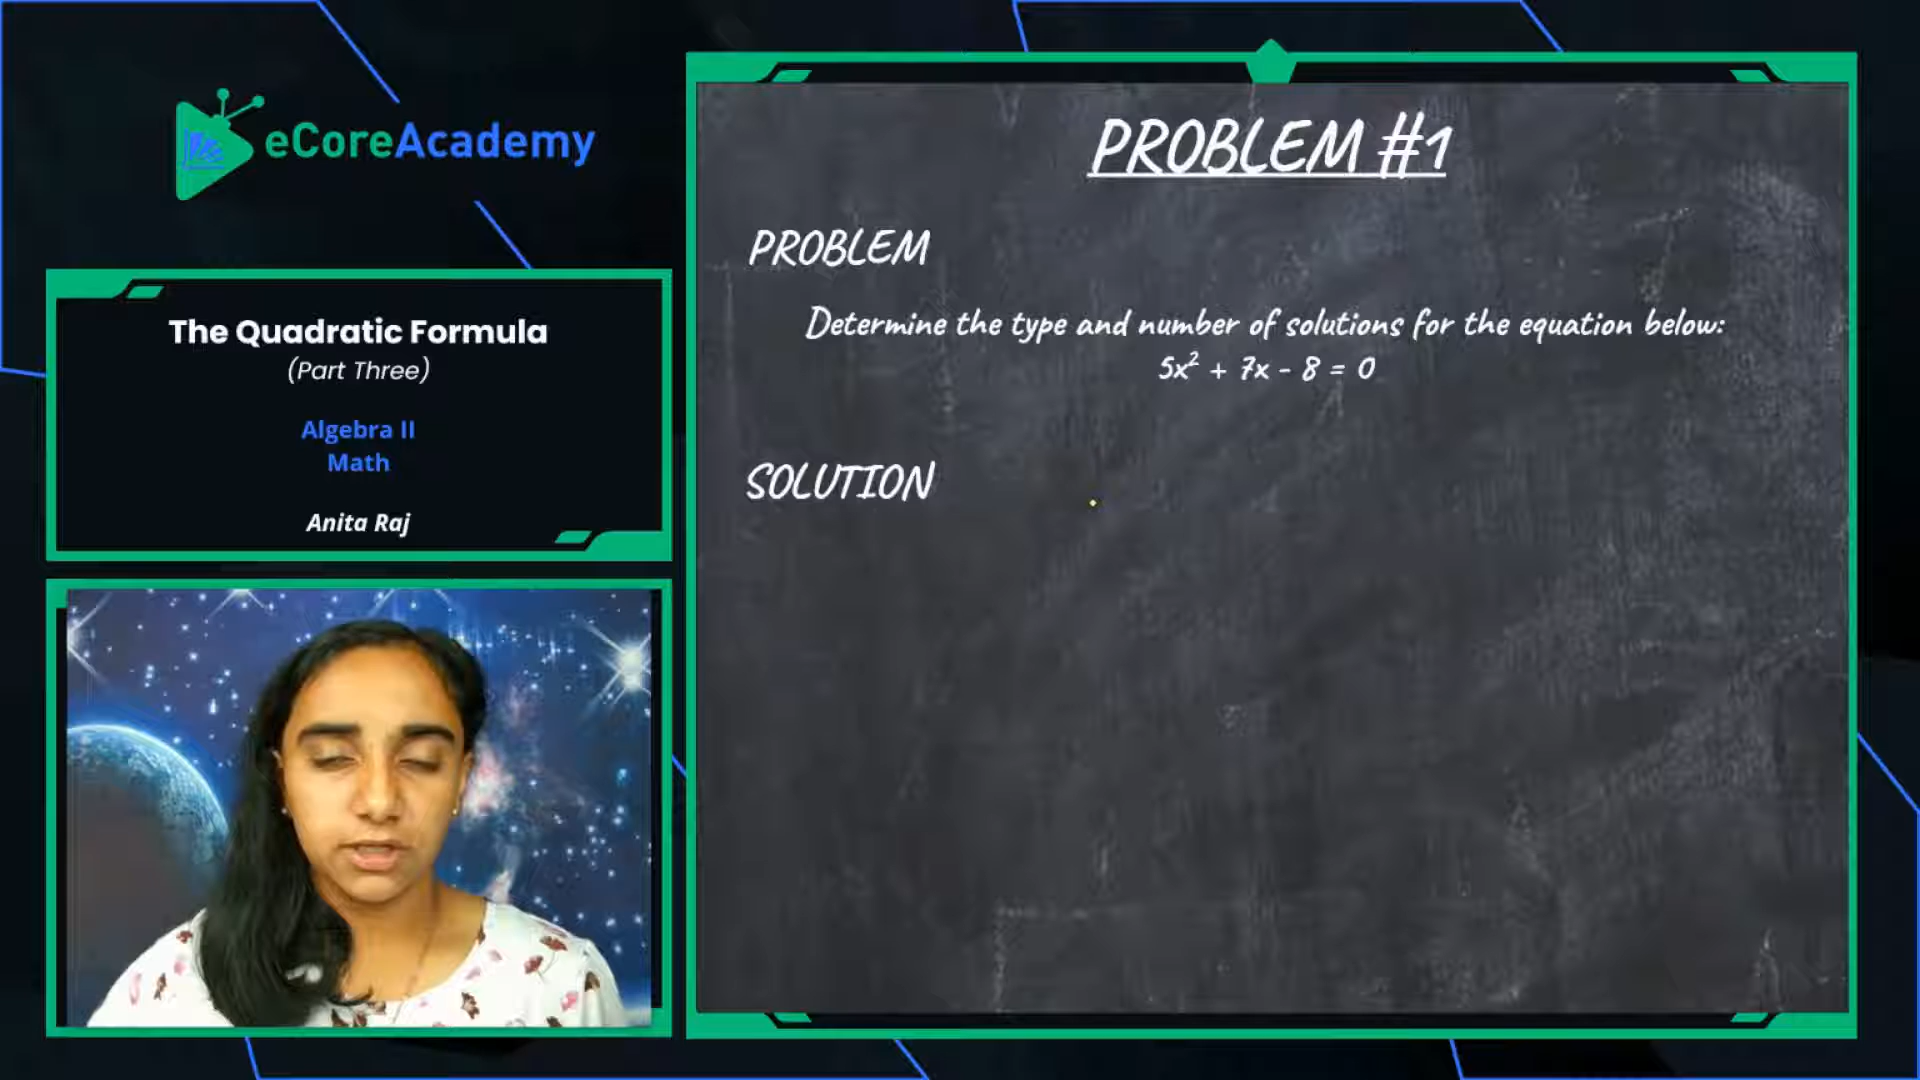 eCoreAcademy
The Quadratic Formula
(Part Three)
Algebra II
Math
Anita Raj
PROBLEM #1
PROBLEM
Determine the type and number of solutions for the equation below:
5x² + 7x - 8 = 0
SOLUTION